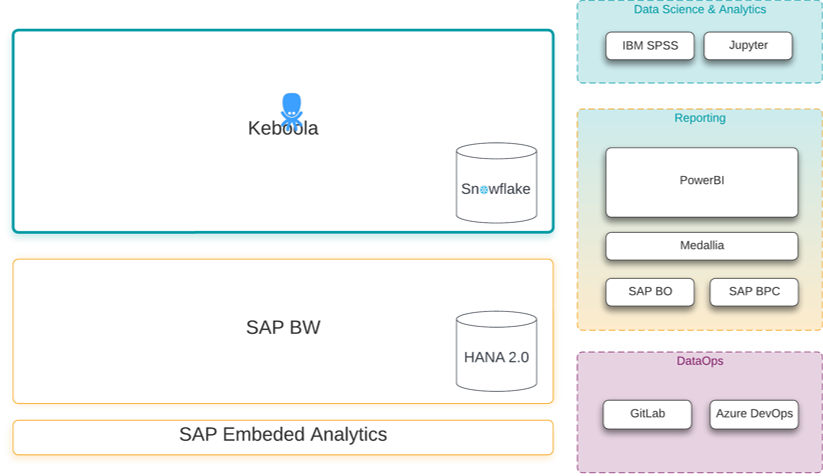 Keboola
Snowflake
SAP BW
HANA 2.0
SAP Embeded Analytics
Data Science & Analytics
IBM SPSS
Jupyter
Reporting
PowerBI
Medallia
SAP BO
SAP BPC
DataOps
GitLab
Azure DevOps